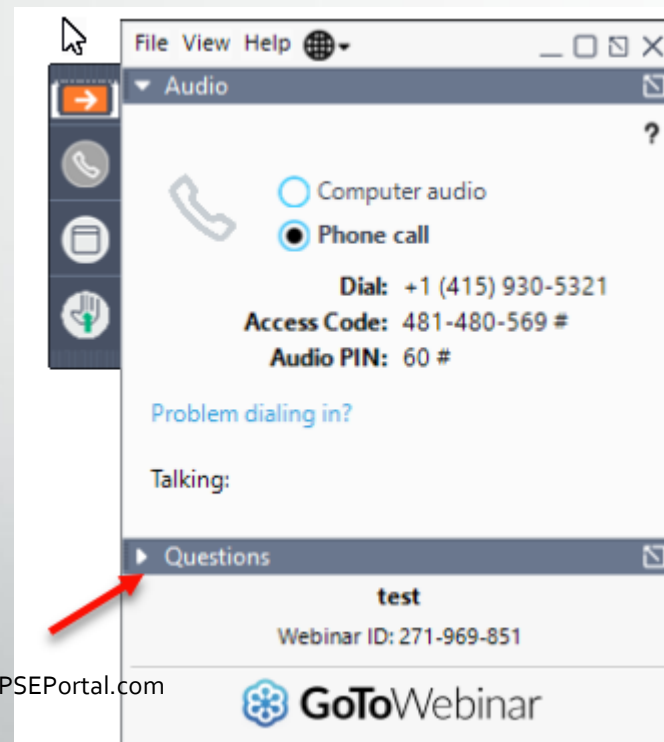 File View Help
Audio
?
Computer audio
Phone call
Dial: +1 (415) 930-5321
Access Code: 481-480-569 #
Audio PIN: 60 #
Problem dialing in?
Talking:
Questions
test
Webinar ID: 271-969-851
PSEPortal.com
GoToWebinar